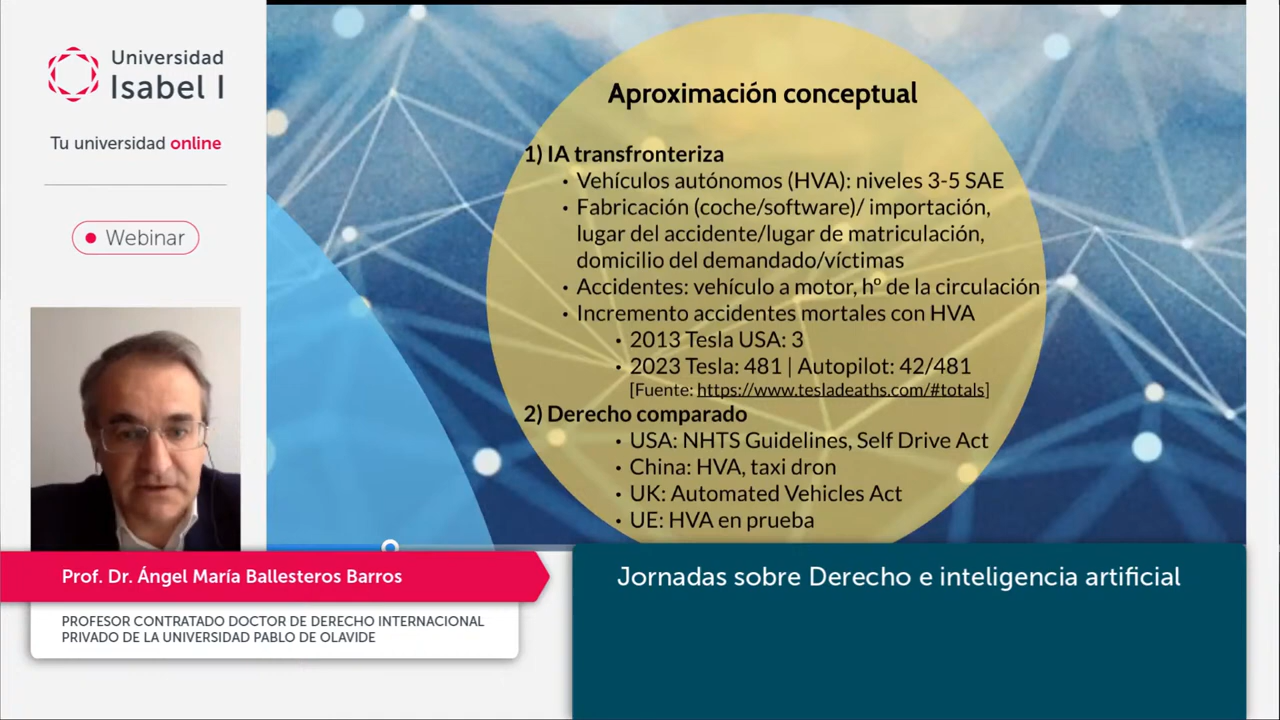 Universidad
Isabel I
Tu universidad online
Webinar
Aproximación conceptual
1) IA transfronteriza
• Vehículos autónomos (HVA): niveles 3-5 SAE
• Fabricación (coche/software)/ importación,
lugar del accidente/lugar de matriculación,
domicilio del demandado/víctimas
• Accidentes: vehículo a motor, hº de la circulación
• Incremento accidentes mortales con HVA
• 2013 Tesla USA: 3
• 2023 Tesla: 481 | Autopilot: 42/481
[Fuente: https://www.tesladeaths.com/#totals]
2) Derecho comparado
• USA: NHTS Guidelines, Self Drive Act
• China: HVA, taxi dron
• UK: Automated Vehicles Act
• UE: HVA en prueba
Prof. Dr. Ángel María Ballesteros Barros
PROFESOR CONTRATADO DOCTOR DE DERECHO INTERNACIONAL
PRIVADO DE LA UNIVERSIDAD PABLO DE OLAVIDE
Jornadas sobre Derecho e inteligencia artificial